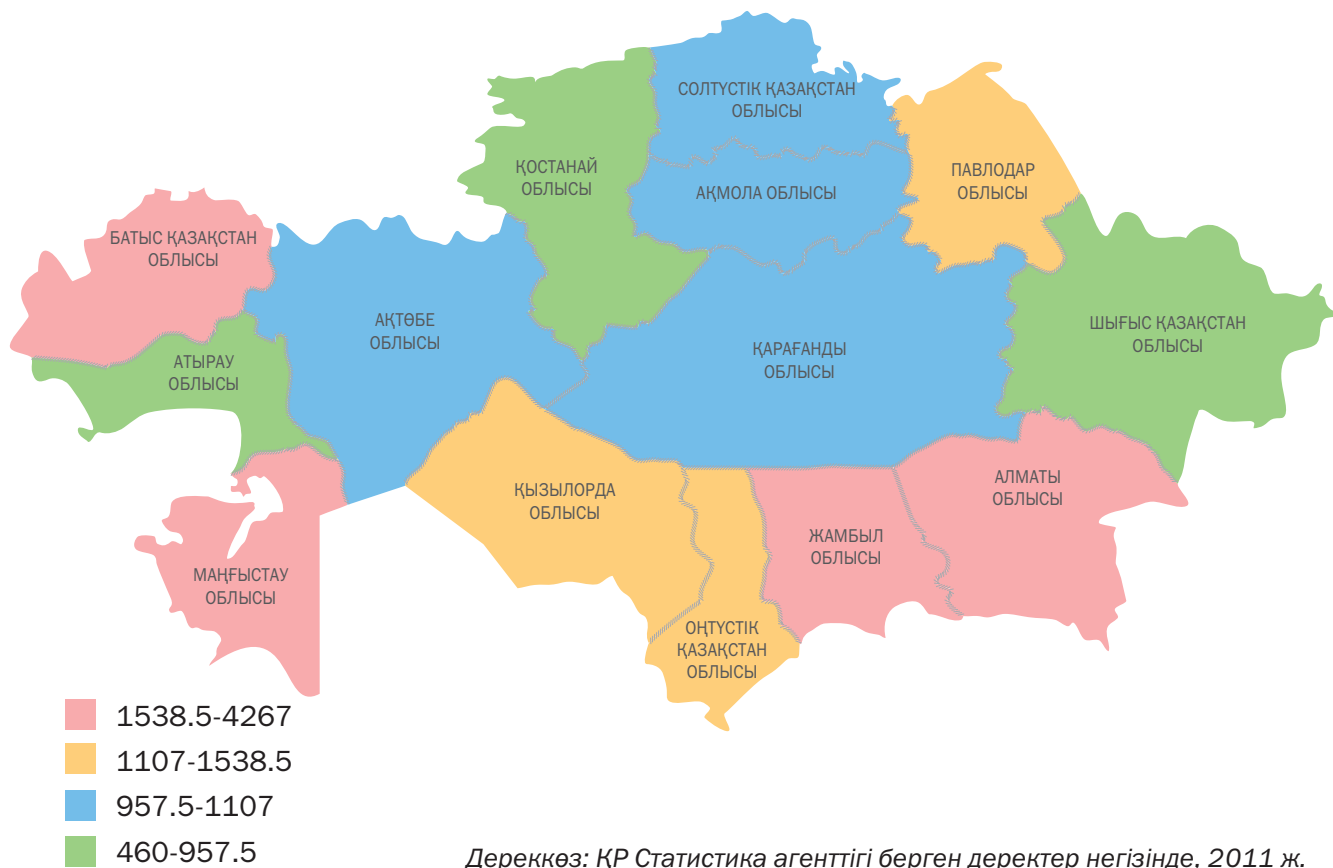 СОЛТҮСТІК ҚАЗАҚСТАН
ОБЛЫСЫ
ҚОСТАНАЙ
ОБЛЫСЫ
АҚМОЛА ОБЛЫСЫ
ПАВЛОДАР
ОБЛЫСЫ
БАТЫС ҚАЗАҚСТАН
ОБЛЫСЫ
АҚТӨБЕ
ОБЛЫСЫ
АТЫРАУ
ОБЛЫСЫ
ҚАРАҒАНДЫ
ОБЛЫСЫ
ШЫҒЫС ҚАЗАҚСТАН
ОБЛЫСЫ
ҚЫЗЫЛОРДА
ОБЛЫСЫ
АЛМАТЫ
ОБЛЫСЫ
ЖАМБЫЛ
ОБЛЫСЫ
МАҢҒЫСТАУ
ОБЛЫСЫ
ОҢТҮСТІК
ҚАЗАҚСТАН
ОБЛЫСЫ
1538.5-4267
1107-1538.5
957.5-1107
460-957.5
Дереккөз: ҚР Статистика агенттігі берген деректер негізінде, 2011 ж.